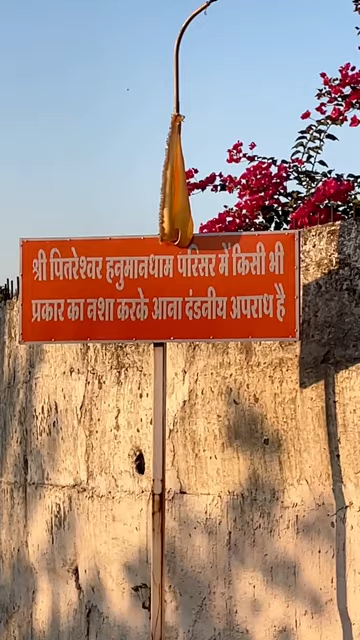 श्री पितरेश्वर हनुमानधाम परिसर में किसी भी
प्रकार का नशा करके आना दंडनीय अपराध है